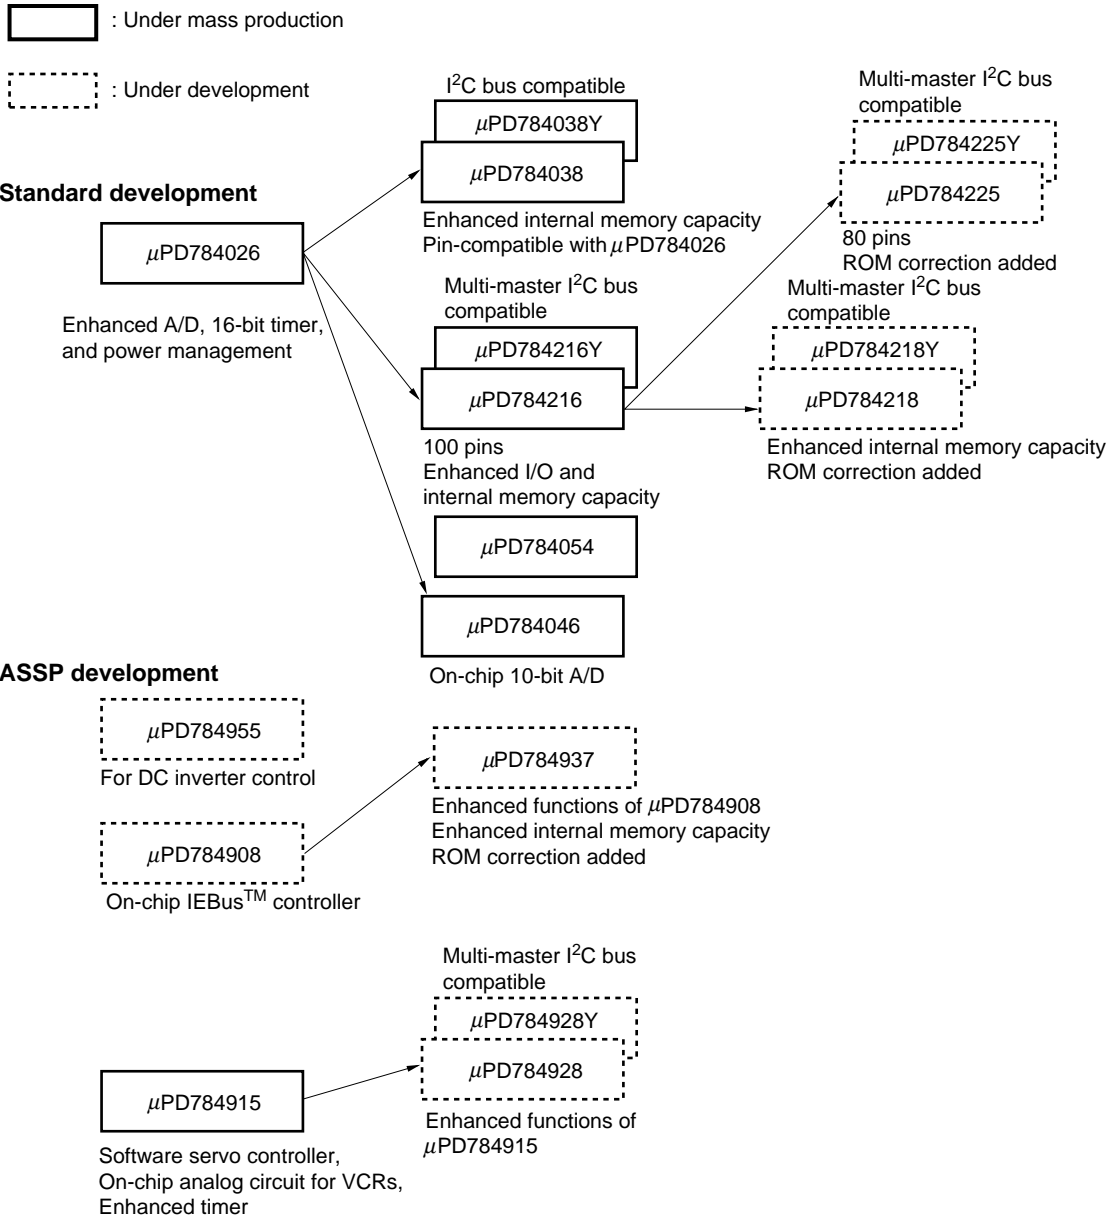 : Under mass production
: Under development
I²C bus compatible
μPD784038Y
μPD784038
Enhanced internal memory capacity
Pin-compatible with μPD784026
Multi-master I²C bus
compatible
μPD784225Y
μPD784225
80 pins
ROM correction added
Standard development
μPD784026
Enhanced A/D, 16-bit timer,
and power management
Multi-master I²C bus
compatible
μPD784216Y
μPD784216
100 pins
Enhanced I/O and
internal memory capacity
Multi-master I²C bus
compatible
μPD784218Y
μPD784218
Enhanced internal memory capacity
ROM correction added
μPD784054
μPD784046
On-chip 10-bit A/D
ASSP development
μPD784955
For DC inverter control
μPD784908
On-chip IEBus™ controller
μPD784937
Enhanced functions of μPD784908
Enhanced internal memory capacity
ROM correction added
Multi-master I²C bus
compatible
μPD784928Y
μPD784928
Enhanced functions of
μPD784915
μPD784915
Software servo controller,
On-chip analog circuit for VCRs,
Enhanced timer